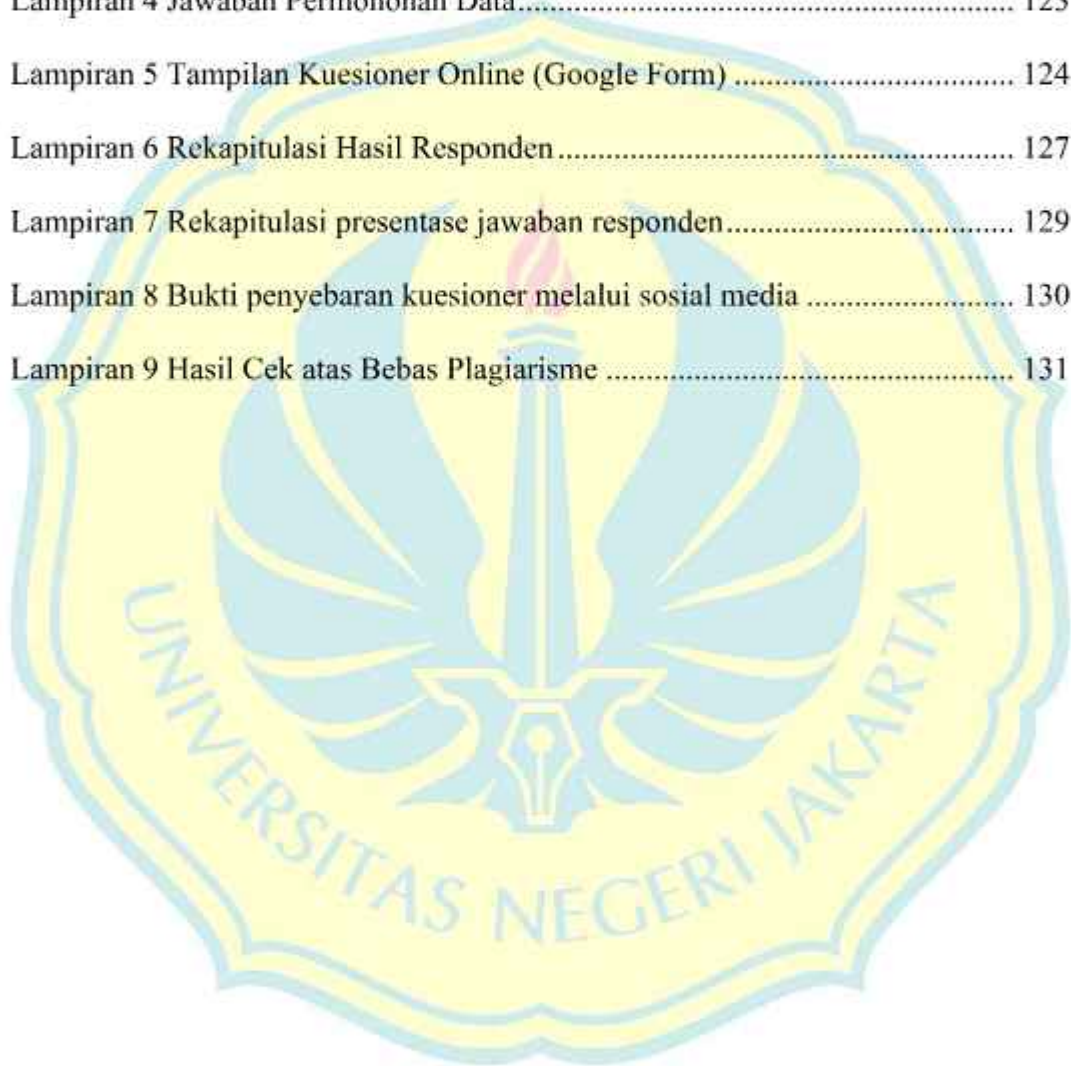 Lampiran 4 Jawaban Permohonan Data.......................................................... 123
Lampiran 5 Tampilan Kuesioner Online (Google Form) ................................. 124
Lampiran 6 Rekapitulasi Hasil Responden...................................................... 127
Lampiran 7 Rekapitulasi presentase jawaban responden.................................. 129
Lampiran 8 Bukti penyebaran kuesioner melalui sosial media ........................ 130
Lampiran 9 Hasil Cek atas Bebas Plagiarisme ................................................ 131
UNIVERSITAS NEGERI JAKARTA